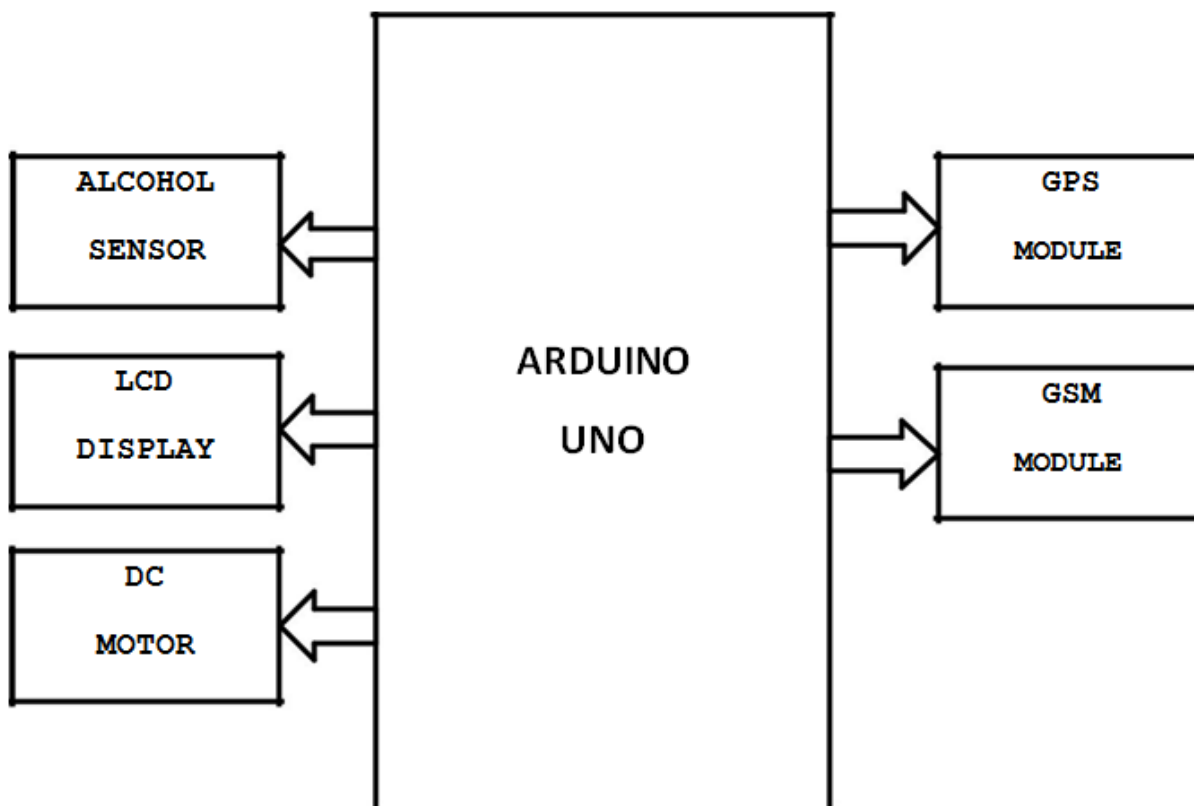 ALCOHOL
SENSOR
LCD
DISPLAY
DC
MOTOR
ARDUINO
UNO
GPS
MODULE
GSM
MODULE